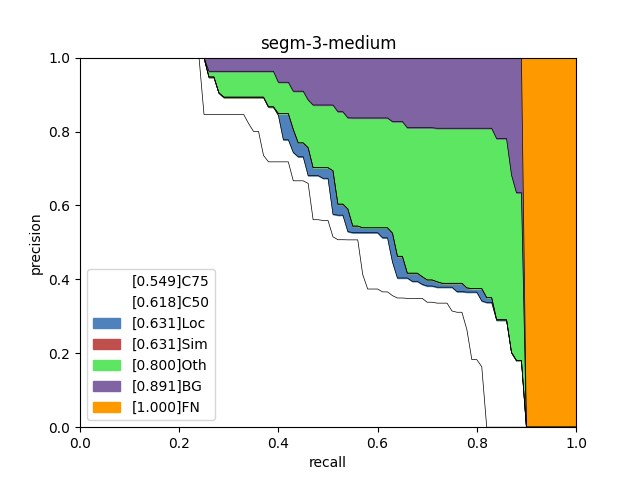 segm-3-medium
1.0
0.8
0.6
0.4
0.2
0.0
precision
[0.549]C75
[0.618]C50
[0.631]Loc
[0.631]Sim
[0.800]Oth
[0.891]BG
[1.000]FN
0.0 0.2 0.4 0.6 0.8 1.0
recall